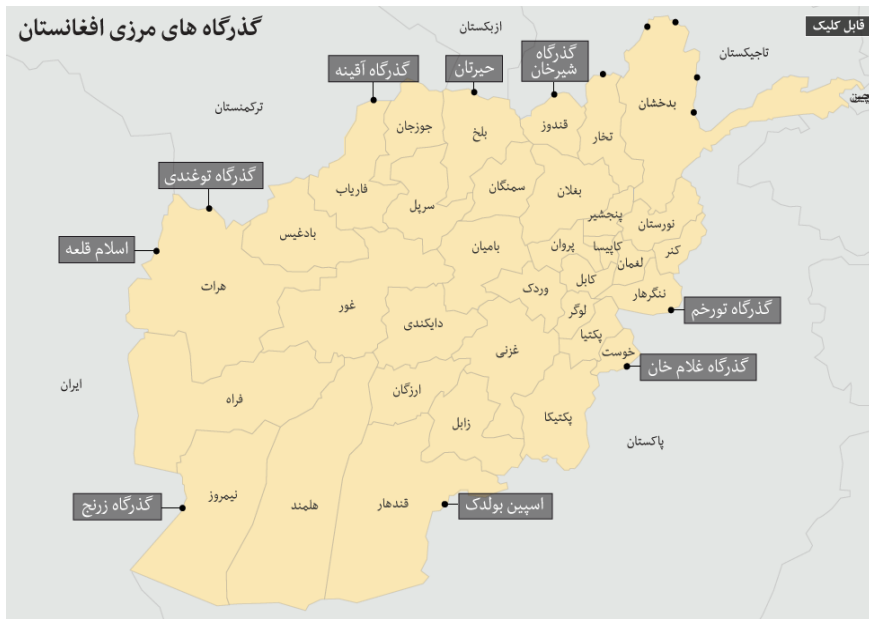 گذرگاه های مرزی افغانستان
قابل کلیک
ازبکستان
تاجیکستان
ترکمنستان
چین
ایران
پاکستان
گذرگاه آقینه
حیرتان
گذرگاه
شیرخان
گذرگاه توغندی
اسلام قلعه
گذرگاه تورخم
گذرگاه غلام خان
گذرگاه زرنج
اسپین بولدک
بدخشان
تخار
قندوز
بلخ
جوزجان
فاریاب
سرپل
سمنگان
بغلان
پنجشیر
نورستان
کنر
کاپیسا
لغمان
پروان
بامیان
بادغیس
هرات
غور
دایکندی
وردک
کابل
ننگرهار
لوگر
پکتیا
خوست
غزنی
پکتیکا
ارزگان
زابل
فراه
نیمروز
هلمند
قندهار